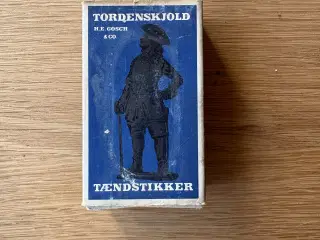 TORDENSKJOLD
H.E. GOSCH
& CO.
TÆNDSTIKKER